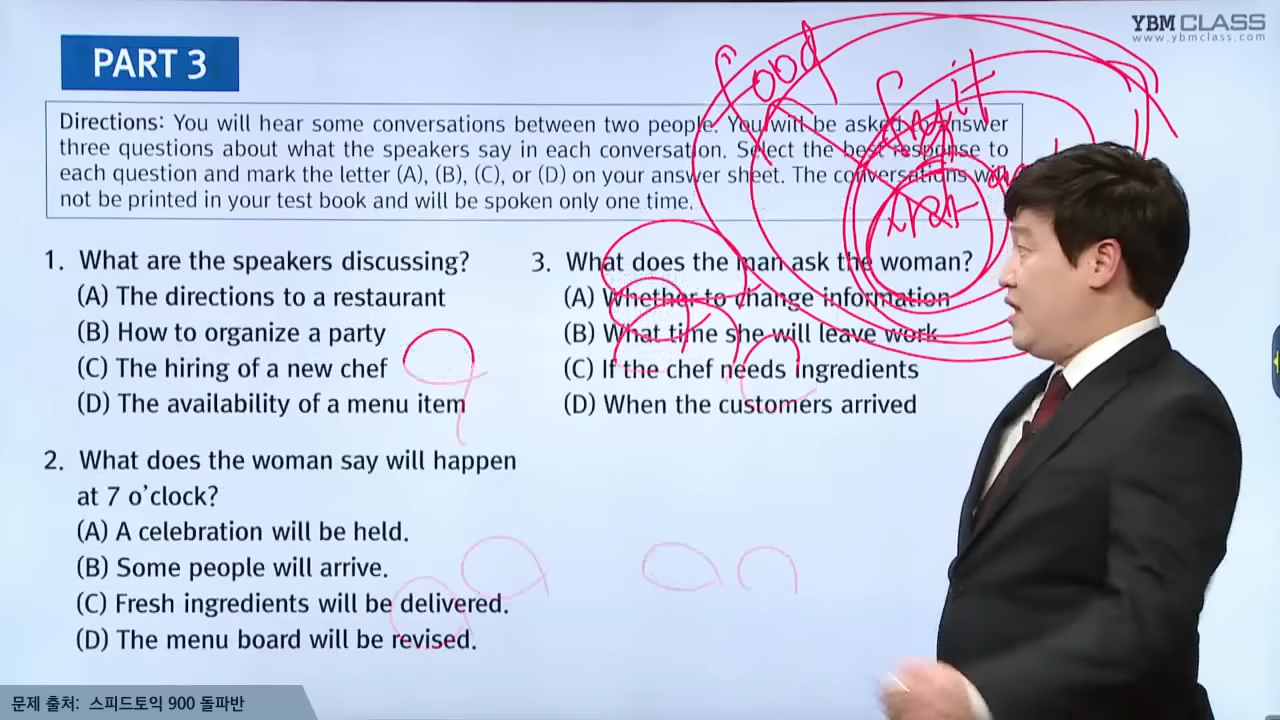 YBM CLASS
www.ybmclass.com
PART 3
food
fruit
Directions: You will hear some conversations between two people. You will be asked to answer
three questions about what the speakers say in each conversation. Select the best response to
each question and mark the letter (A), (B), (C), or (D) on your answer sheet. The conversations will
not be printed in your test book and will be spoken only one time.
1. What are the speakers discussing?
(A) The directions to a restaurant
(B) How to organize a party
(C) The hiring of a new chef
(D) The availability of a menu item
2. What does the woman say will happen
at 7 o'clock?
(A) A celebration will be held.
(B) Some people will arrive.
(C) Fresh ingredients will be delivered.
(D) The menu board will be revised.
3. What does the man ask the woman?
(A) Whether to change information
(B) What time she will leave work
(C) If the chef needs ingredients
(D) When the customers arrived
문제 출처: 스피드토익 900 돌파반